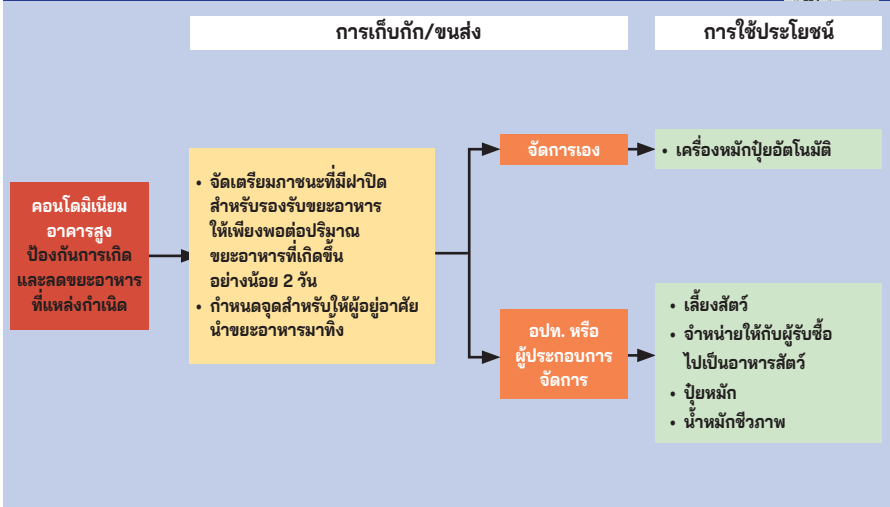 การเก็บกัก/ขนส่ง
การใช้ประโยชน์
คอนโดมิเนียม
อาคารสูง
ป้องกันการเกิด
และลดขยะอาหาร
ที่แหล่งกำเนิด
• จัดเตรียมภาชนะที่มีฝาปิด
สำหรับรองรับขยะอาหาร
ให้เพียงพอต่อปริมาณ
ขยะอาหารที่เกิดขึ้น
อย่างน้อย 2 วัน
• กำหนดจุดสำหรับให้ผู้อยู่อาศัย
นำขยะอาหารมาทิ้ง
จัดการเอง
• เครื่องหมักปุ๋ยอัตโนมัติ
อปท. หรือ
ผู้ประกอบการ
จัดการ
• เลี้ยงสัตว์
• จำหน่ายให้กับผู้รับซื้อ
ไปเป็นอาหารสัตว์
• ปุ๋ยหมัก
• น้ำหมักชีวภาพ